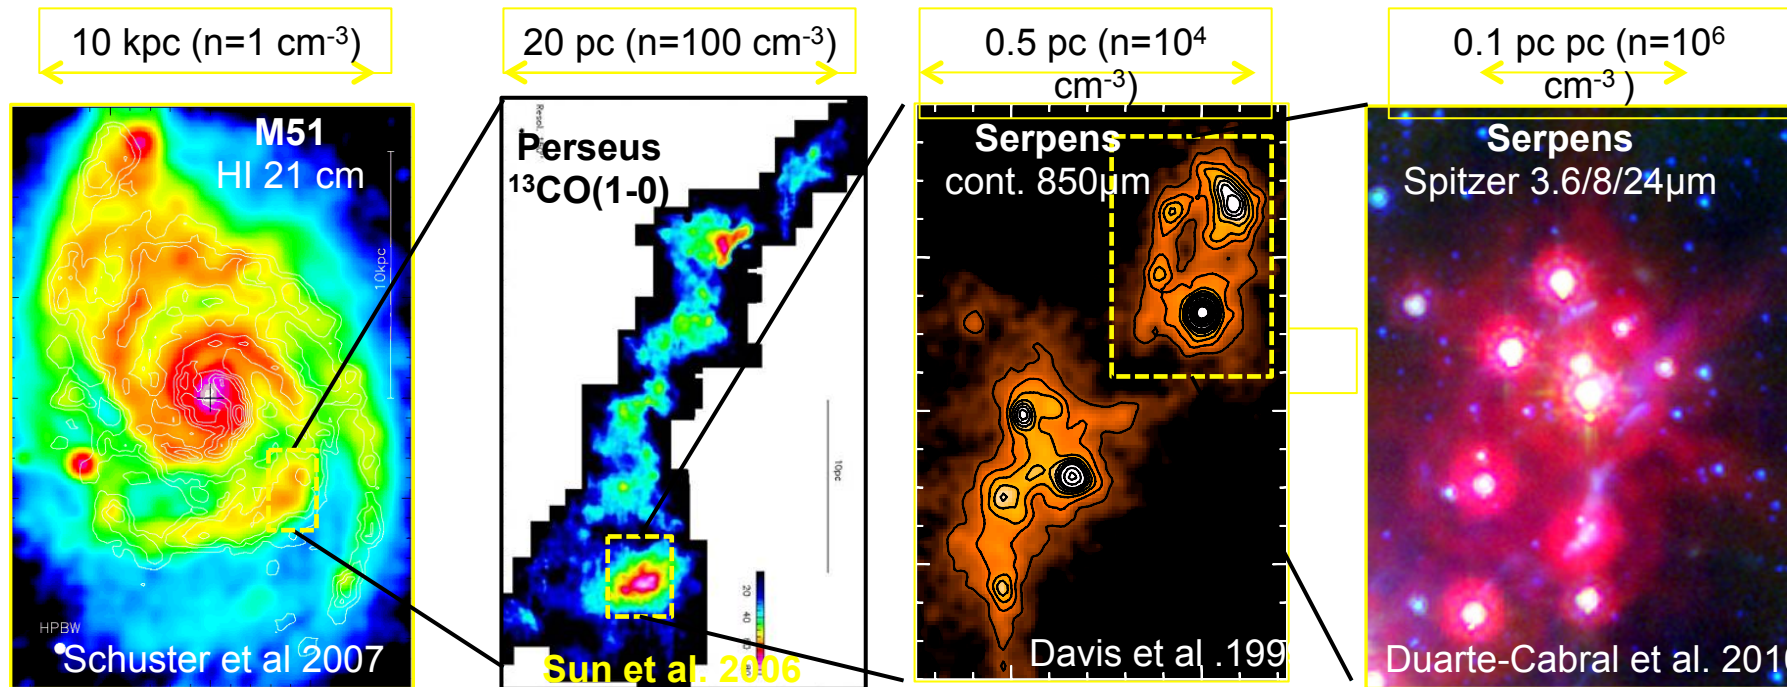 10 kpc (n=1 cm⁻³)
20 pc (n=100 cm⁻³)
0.5 pc (n=10⁴
cm⁻³)
0.1 pc pc (n=10⁶
cm⁻³)
M51
HI 21 cm
10kpc
HPBW
Schuster et al 2007
Perseus
¹³CO(1-0)
10pc
20
40
Sun et al. 2006
Serpens
cont. 850µm
Davis et al .199
Serpens
Spitzer 3.6/8/24µm
Duarte-Cabral et al. 2010